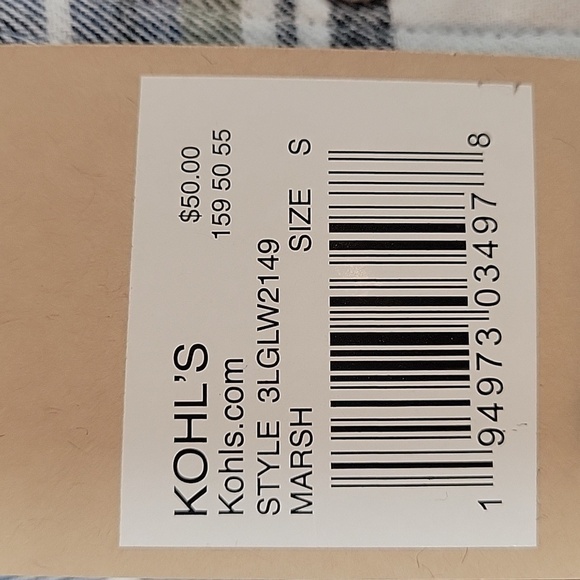 KOHL'S $50.00
Kohls.com 159 50 55
STYLE 3LGLW2149
MARSH SIZE S
1 94973 03497 8